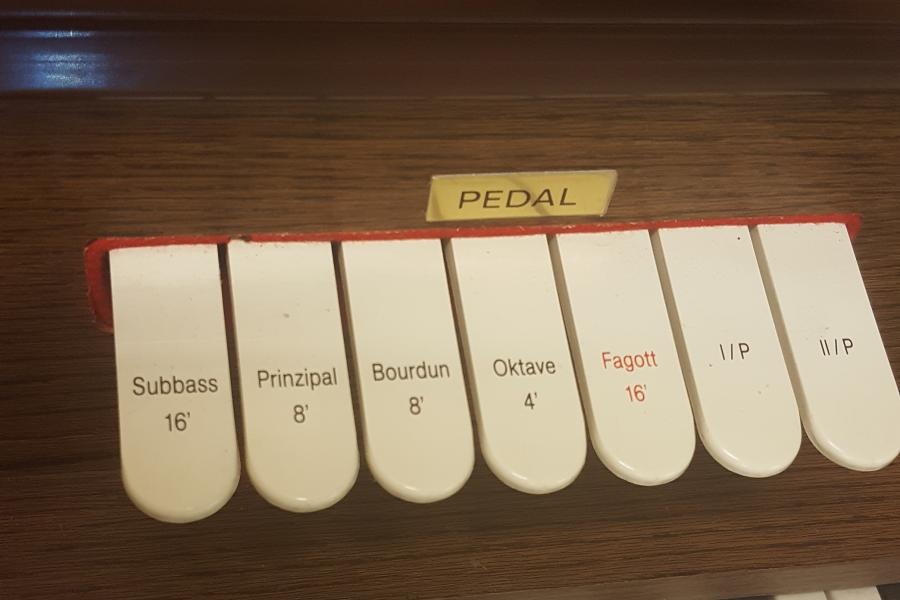 PEDAL
Subbass
16'
Prinzipal
8'
Bourdun
8'
Oktave
4'
Fagott
16'
I/P
II/P